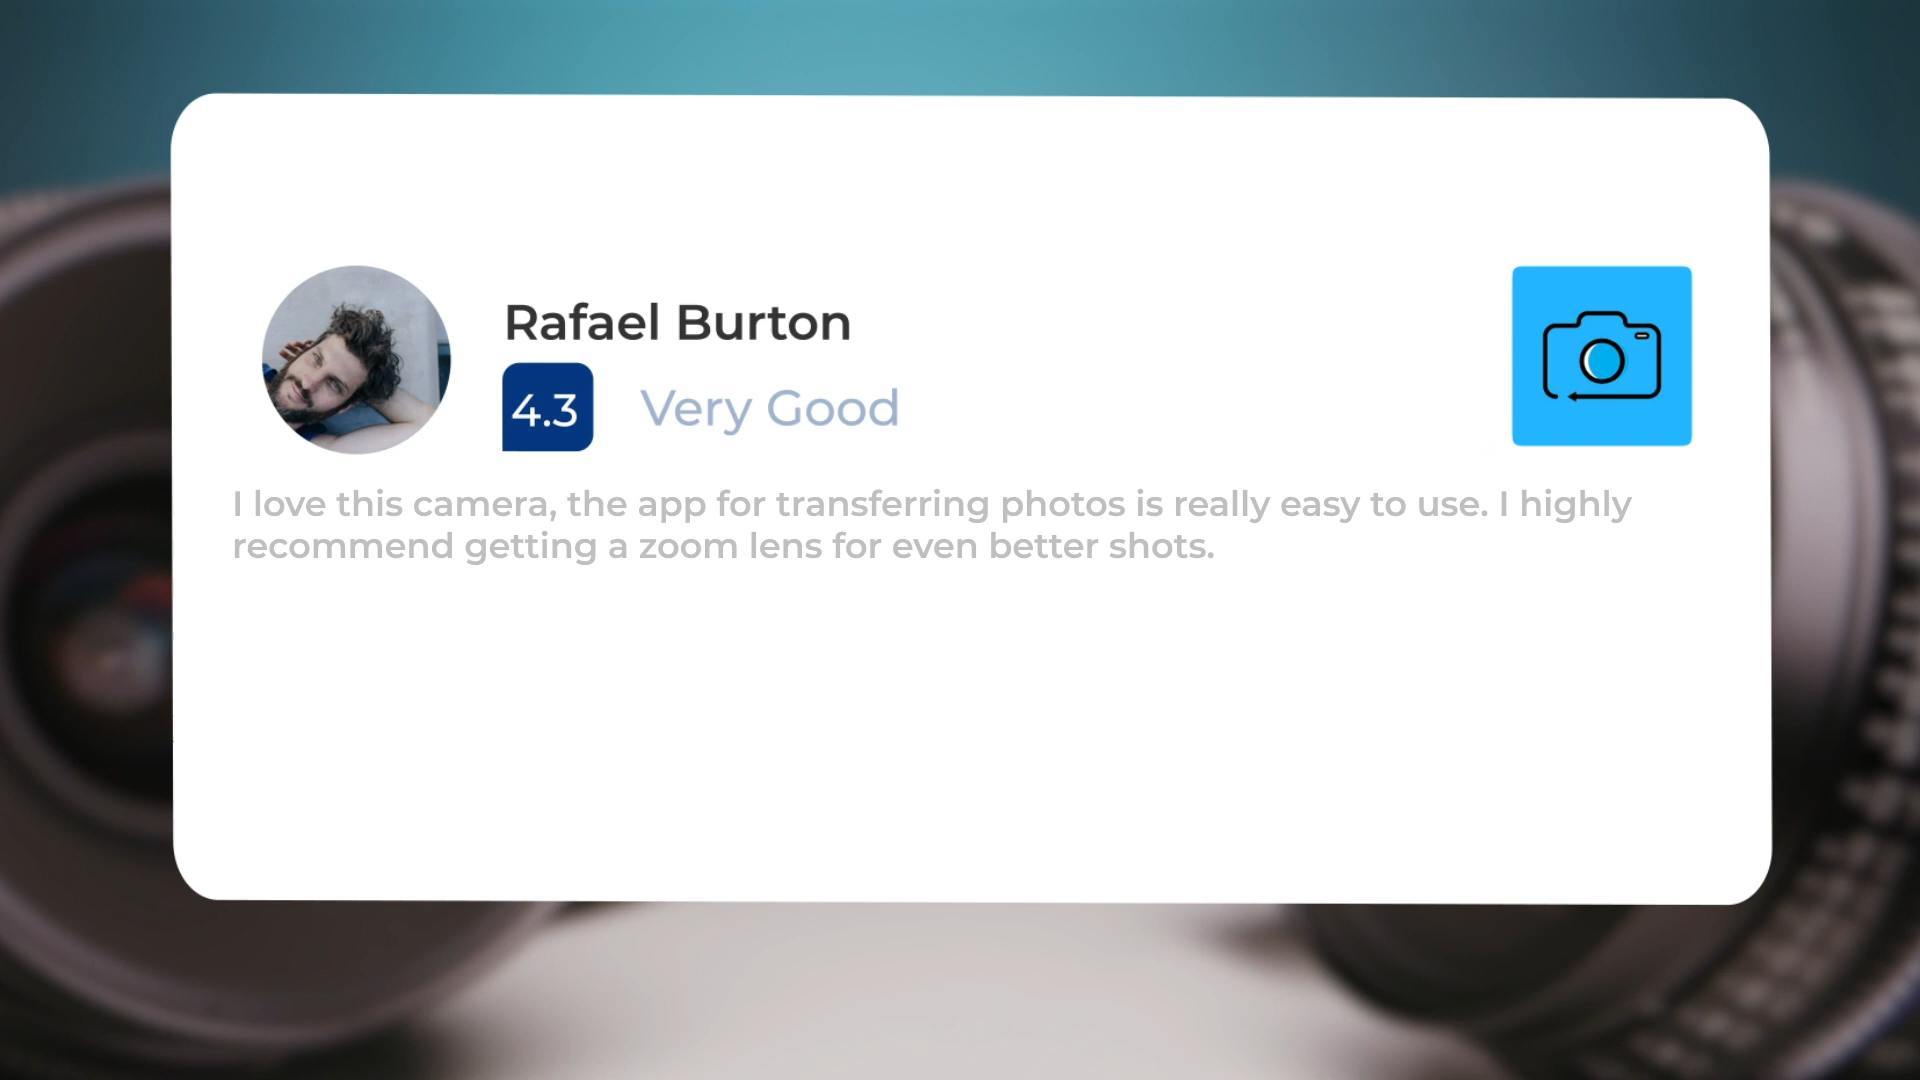 Rafael Burton
4.3 Very Good
I love this camera, the app for transferring photos is really easy to use. I highly
recommend getting a zoom lens for even better shots.